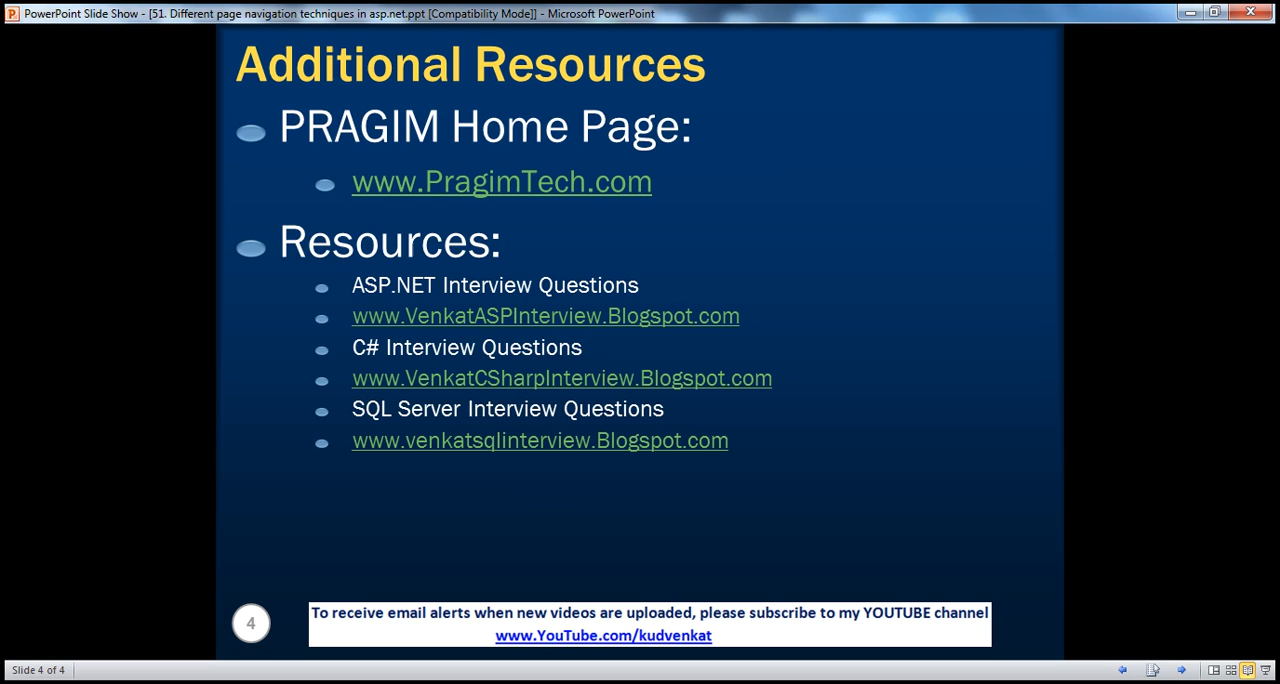 PowerPoint Slide Show - [51. Different page navigation techniques in asp.net.ppt [Compatibility Mode]] - Microsoft PowerPoint
Additional Resources
PRAGIM Home Page:
www.PragimTech.com
Resources:
ASP.NET Interview Questions
www.VenkatASPInterview.Blogspot.com
C# Interview Questions
www.VenkatCSharpInterview.Blogspot.com
SQL Server Interview Questions
www.venkatsqlinterview.Blogspot.com
4
To receive email alerts when new videos are uploaded, please subscribe to my YOUTUBE channel
www.YouTube.com/kudvenkat
Slide 4 of 4